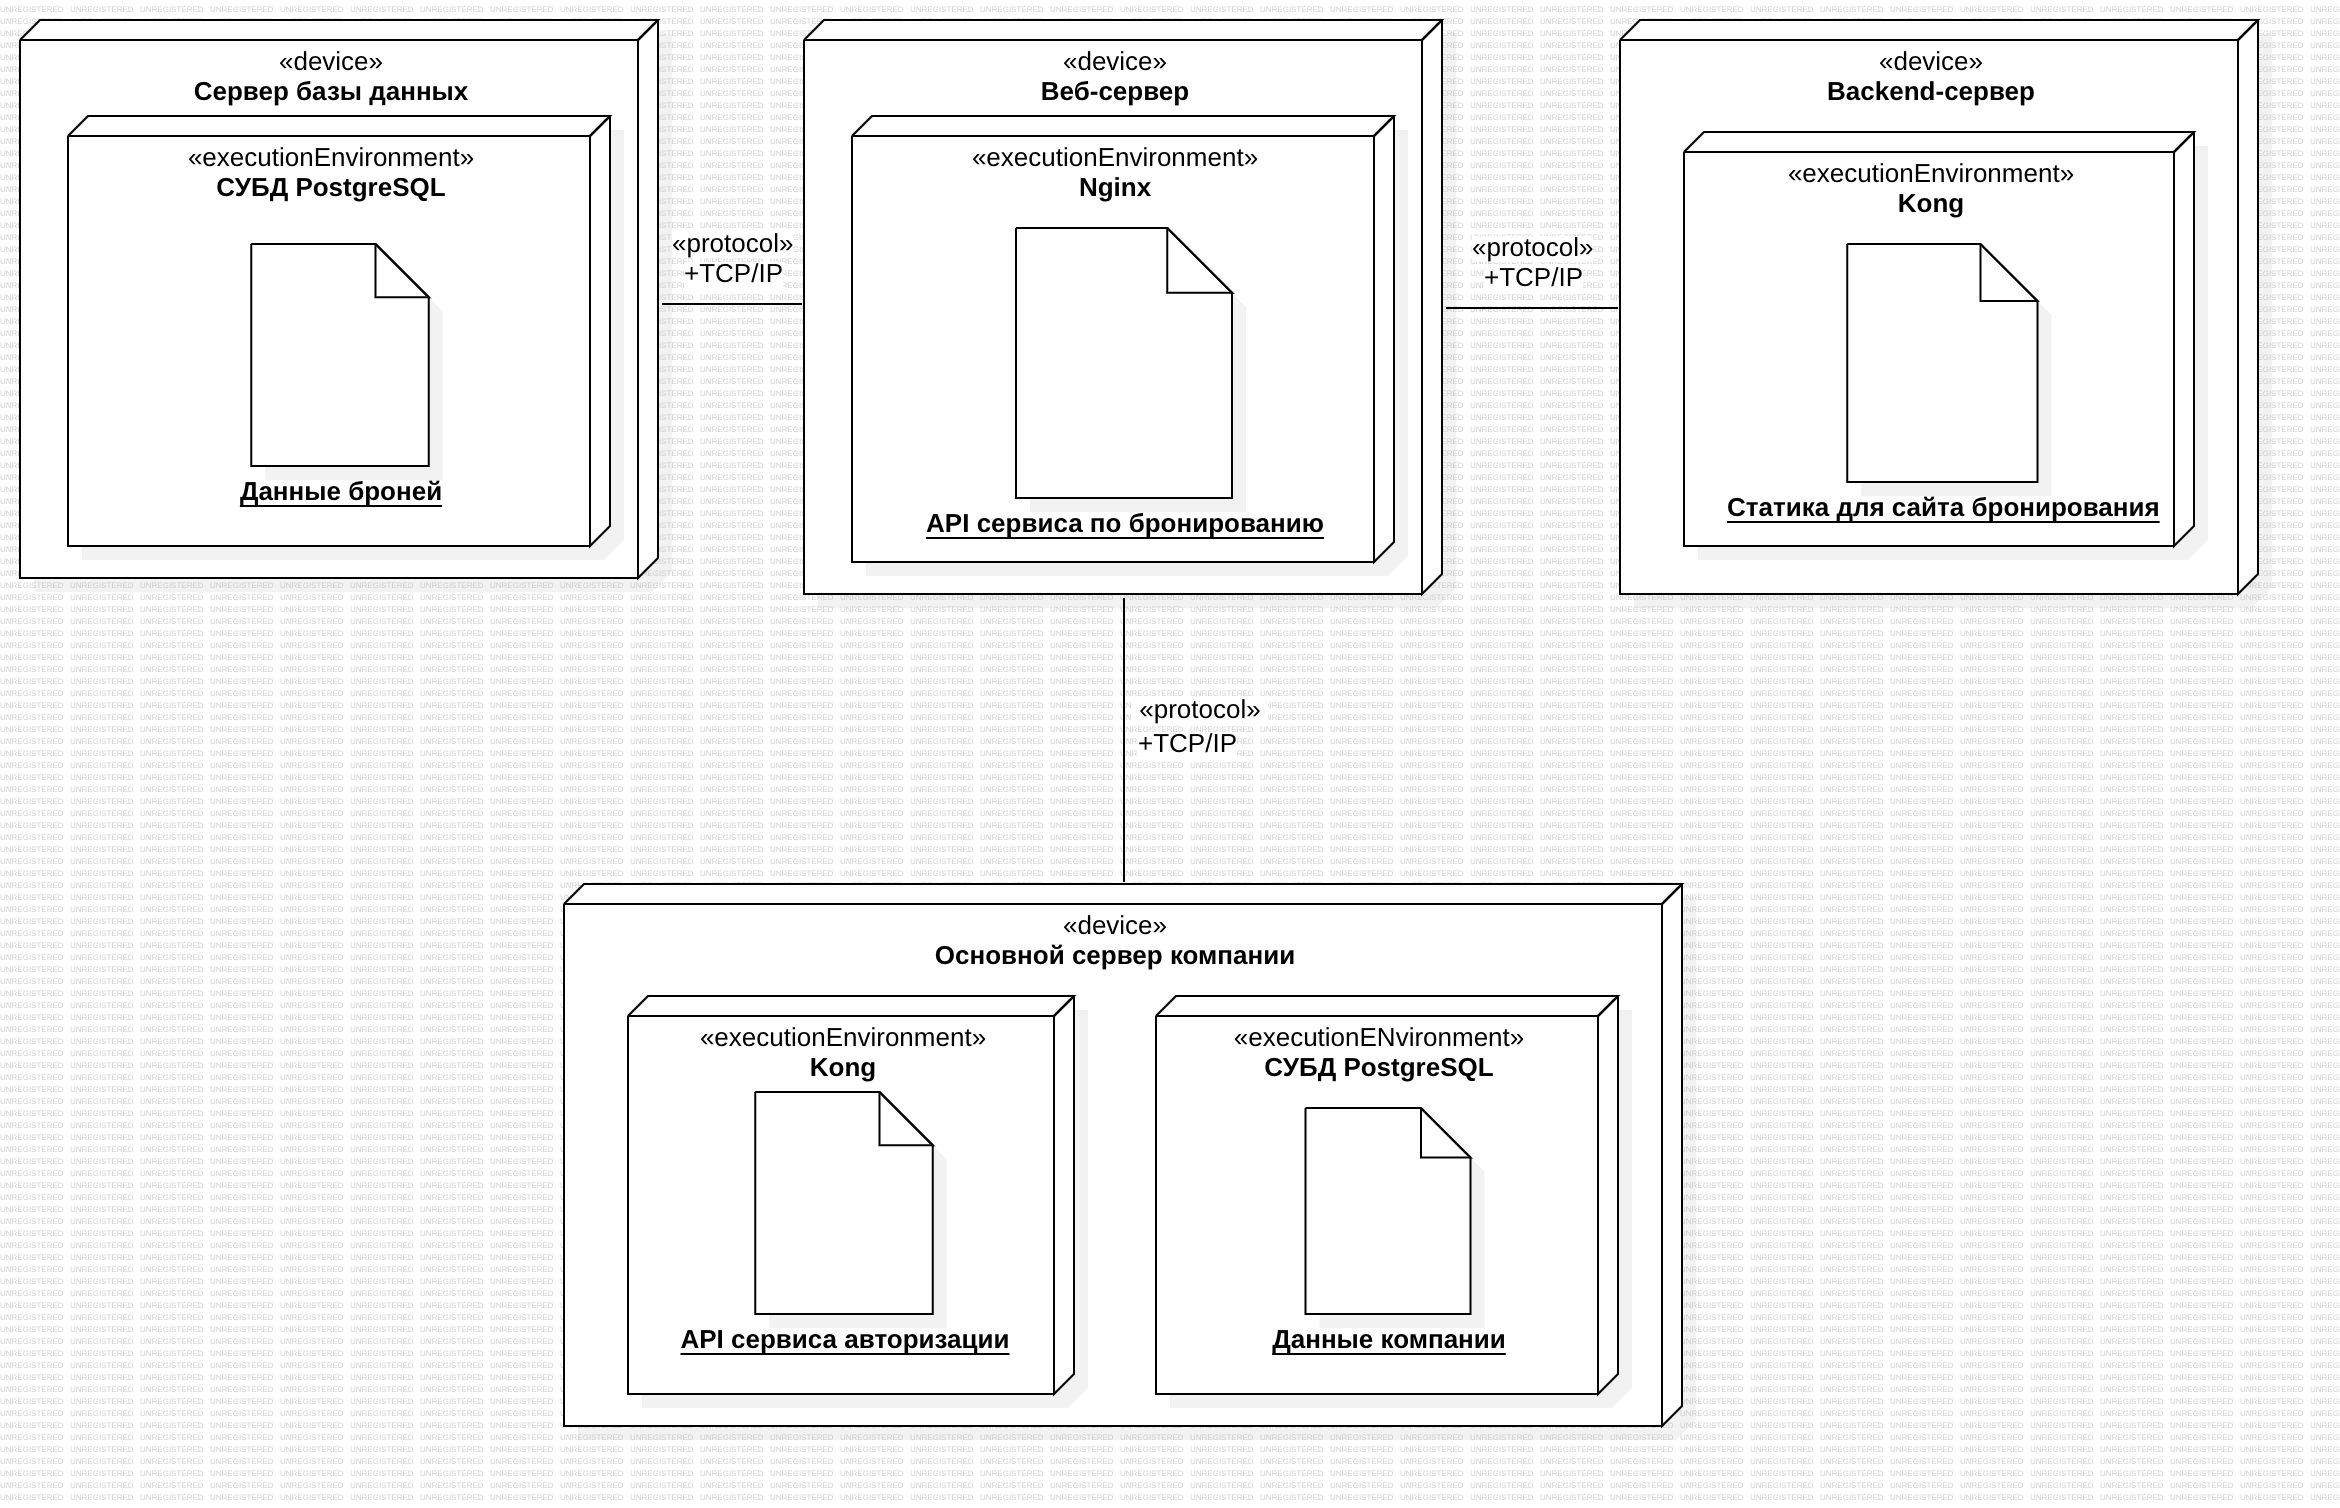 «device»
Сервер базы данных
«executionEnvironment»
СУБД PostgreSQL
Данные броней
«protocol»
+TCP/IP
«device»
Веб-сервер
«executionEnvironment»
Nginx
API сервиса по бронированию
«protocol»
+TCP/IP
«device»
Backend-сервер
«executionEnvironment»
Kong
Статика для сайта бронирования
«protocol»
+TCP/IP
«device»
Основной сервер компании
«executionEnvironment»
Kong
API сервиса авторизации
«executionENvironment»
СУБД PostgreSQL
Данные компании
UNREGISTERED